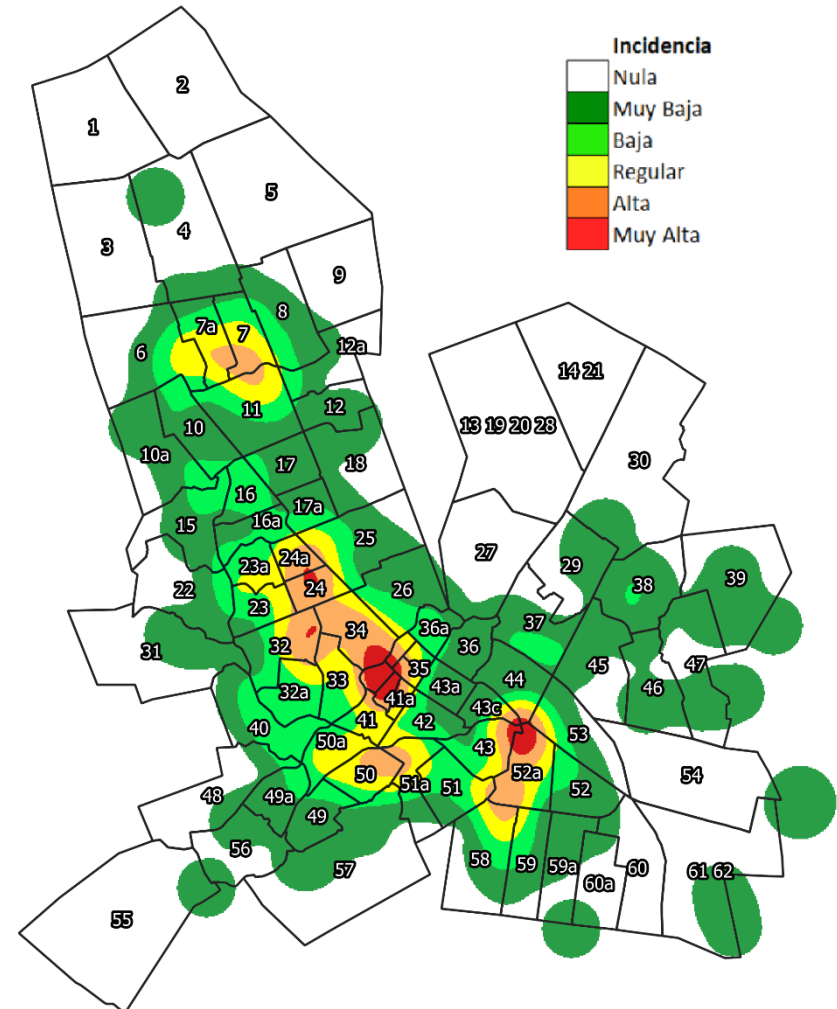 Incidencia
Nula
Muy Baja
Baja
Regular
Alta
Muy Alta
2
1
5
3
4
9
8
7a
7
6
12a
14 21
11
12
13 19 20 28
10
10a
30
17
18
16
17a
15
16a
25
27
24a
23a
29
22
24
26
38
39
23
37
36a
34
31
32
36
35
45
47
33
44
43a
46
32a
41a
43c
41
42
40
53
50a
43
50
52a
54
51a
51
52
48
49a
49
56
58
59
59a
60
57
60a
61 62
55